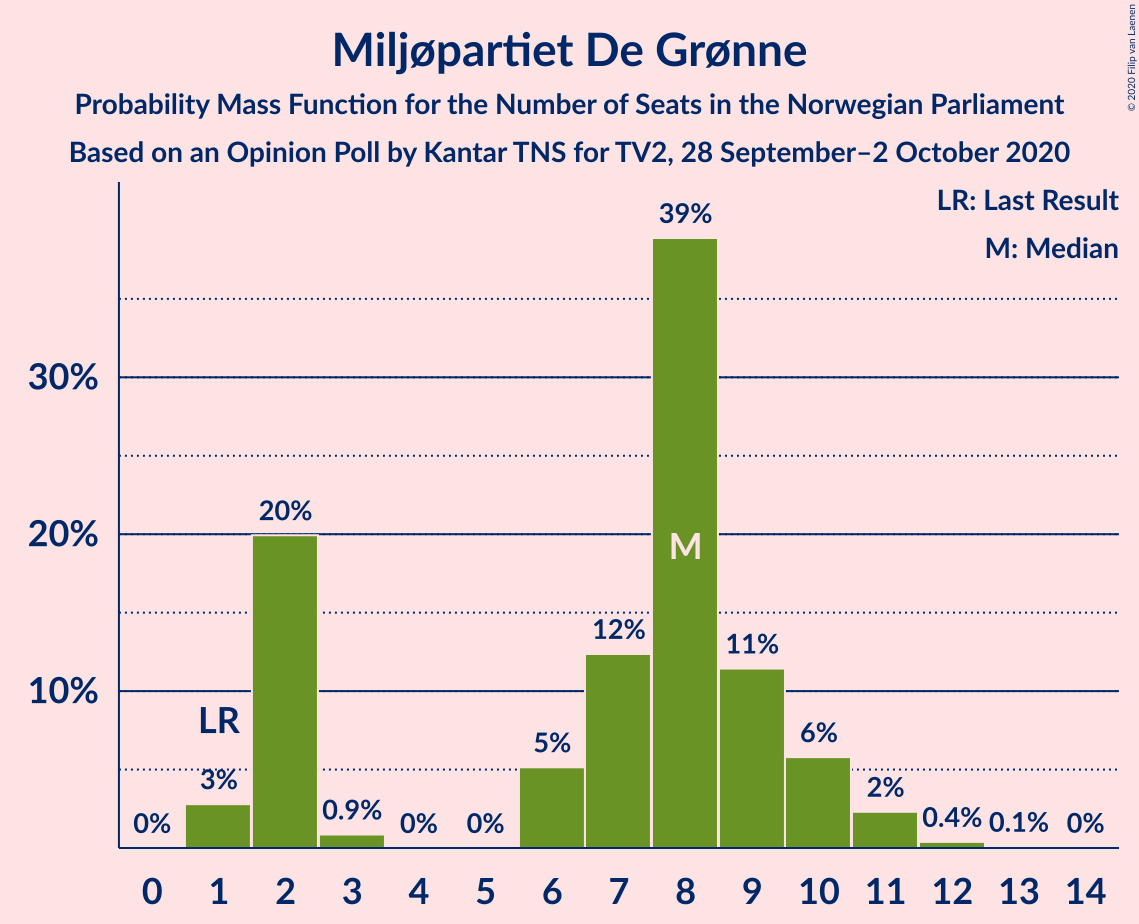 Miljøpartiet De Grønne
Probability Mass Function for the Number of Seats in the Norwegian Parliament
Based on an Opinion Poll by Kantar TNS for TV2, 28 September–2 October 2020
© 2020 Filip van Laenen
LR: Last Result
M: Median
30%
20%
10%
0%
LR
3%
20%
0.9%
0%
0%
5%
12%
39%
M
11%
6%
2%
0.4%
0.1%
0%
0 1 2 3 4 5 6 7 8 9 10 11 12 13 14